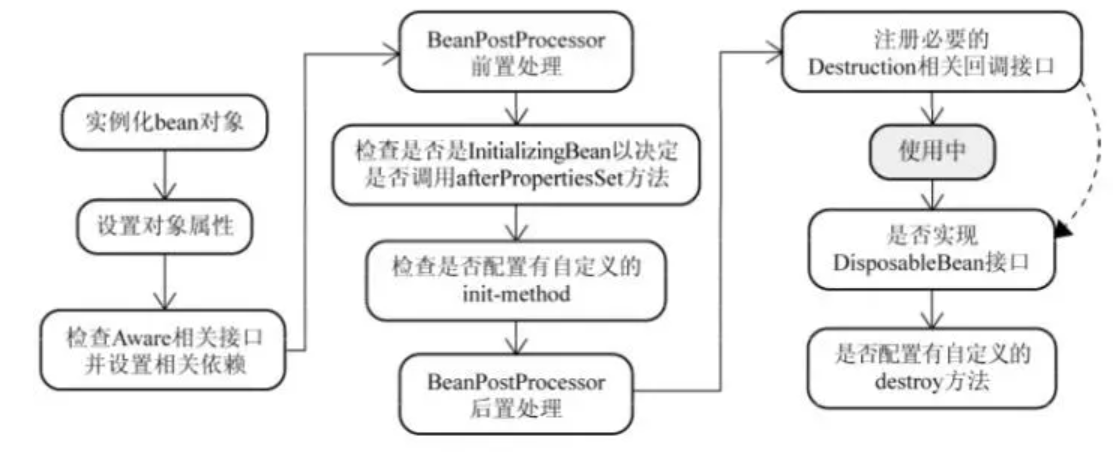 实例化bean对象
设置对象属性
检查Aware相关接口
并设置相关依赖
BeanPostProcessor
前置处理
检查是否是InitializingBean以决定
是否调用afterPropertiesSet方法
检查是否配置有自定义的
init-method
BeanPostProcessor
后置处理
注册必要的
Destruction相关回调接口
使用中
是否实现
DisposableBean接口
是否配置有自定义的
destroy方法